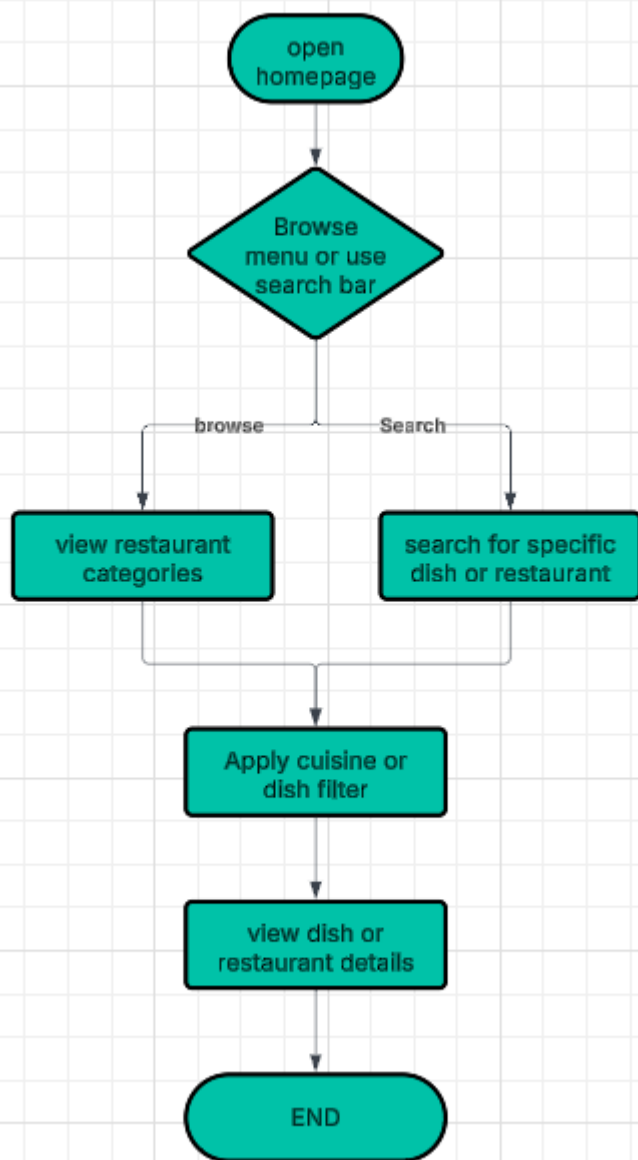 open
homepage
Browse
menu or use
search bar
browse
Search
view restaurant
categories
search for specific
dish or restaurant
Apply cuisine or
dish filter
view dish or
restaurant details
END